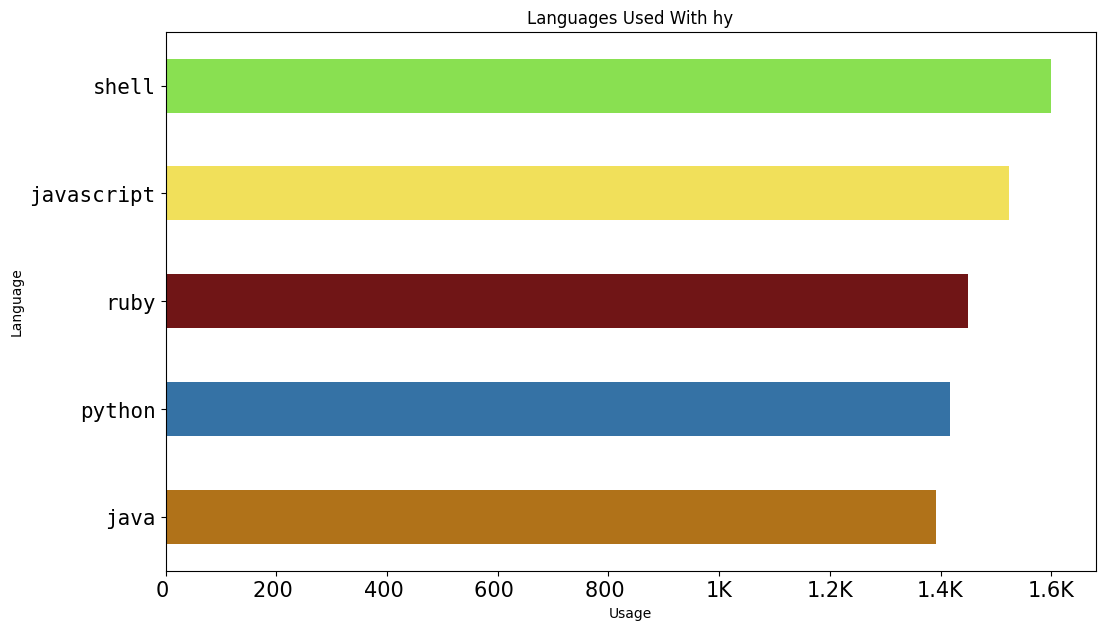 Languages Used With hy
Language
shell
javascript
ruby
python
java
0 200 400 600 800 1K 1.2K 1.4K 1.6K
Usage